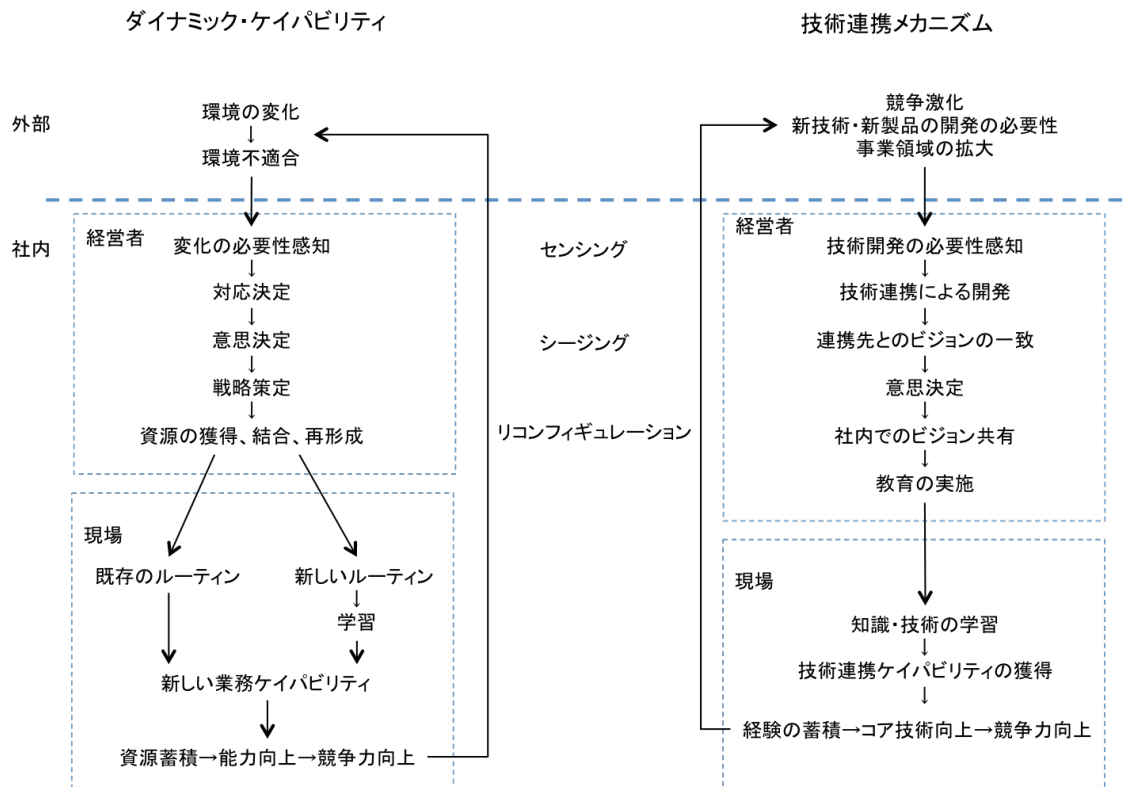 ダイナミック・ケイパビリティ
技術連携メカニズム
外部
環境の変化
↓
環境不適合
競争激化
新技術・新製品の開発の必要性
事業領域の拡大
社内
経営者
変化の必要性感知
↓
対応決定
↓
意思決定
↓
戦略策定
↓
資源の獲得、結合、再形成
現場
既存のルーティン
新しいルーティン
↓
学習
新しい業務ケイパビリティ
資源蓄積→能力向上→競争力向上
センシング
シージング
リコンフィギュレーション
経営者
技術開発の必要性感知
↓
技術連携による開発
↓
連携先とのビジョンの一致
↓
意思決定
↓
社内でのビジョン共有
↓
教育の実施
現場
知識・技術の学習
↓
技術連携ケイパビリティの獲得
↓
経験の蓄積→コア技術向上→競争力向上